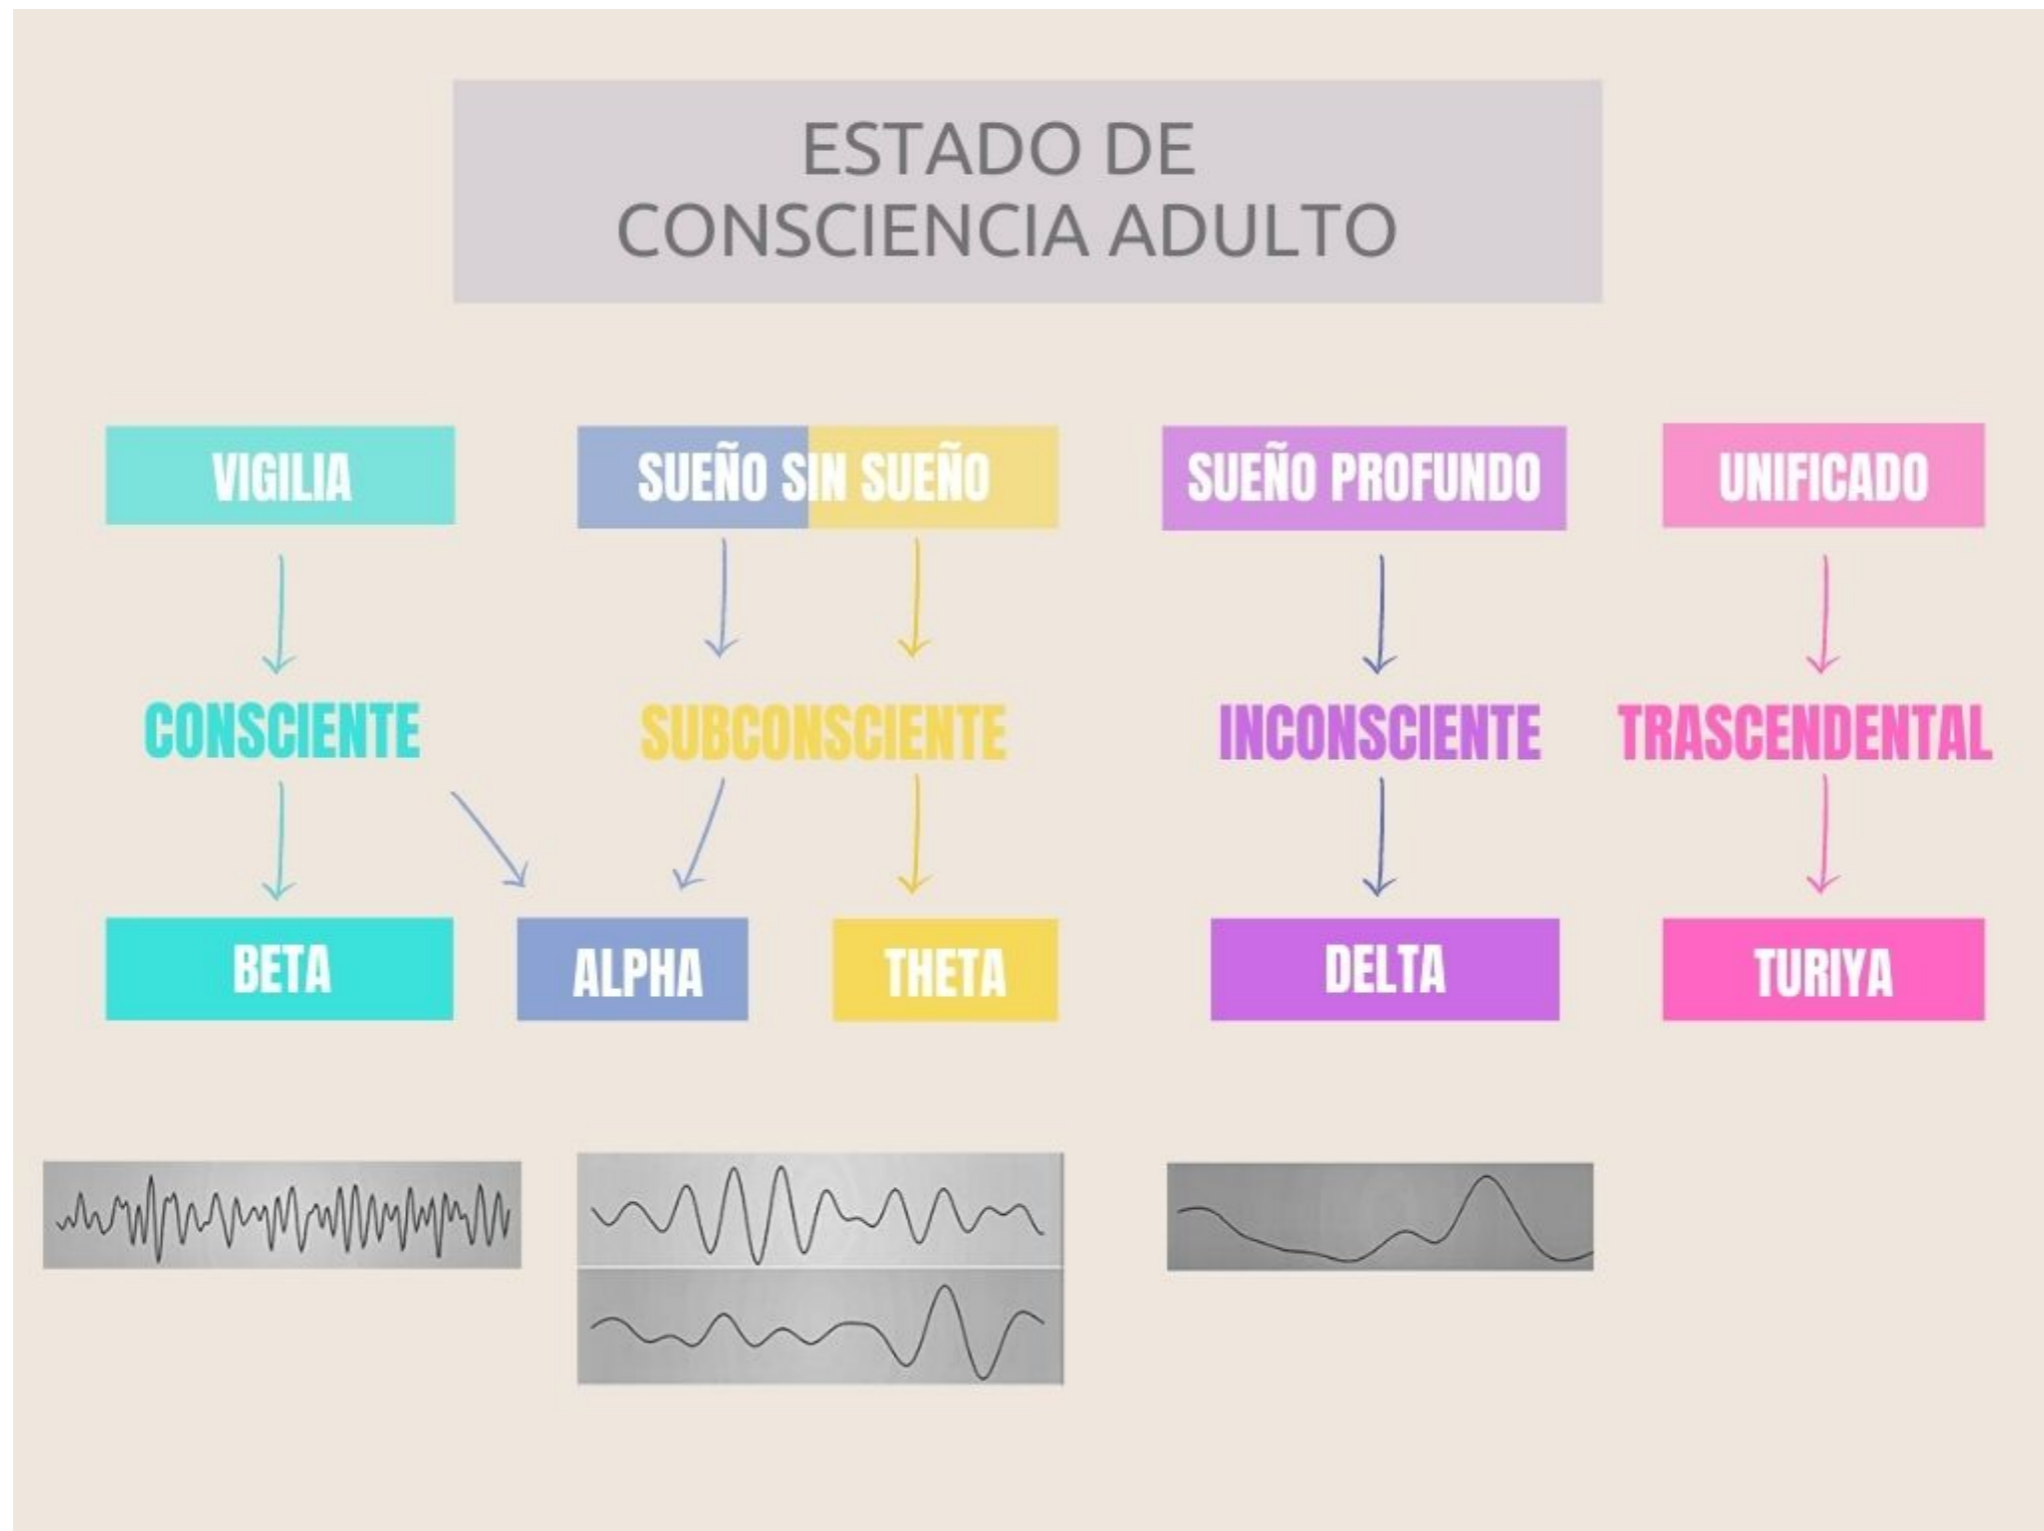 ESTADO DE
CONSCIENCIA ADULTO
VIGILIA
SUEÑO SIN SUEÑO
SUEÑO PROFUNDO
UNIFICADO
CONSCIENTE
SUBCONSCIENTE
INCONSCIENTE
TRASCENDENTAL
BETA
ALPHA
THETA
DELTA
TURIYA